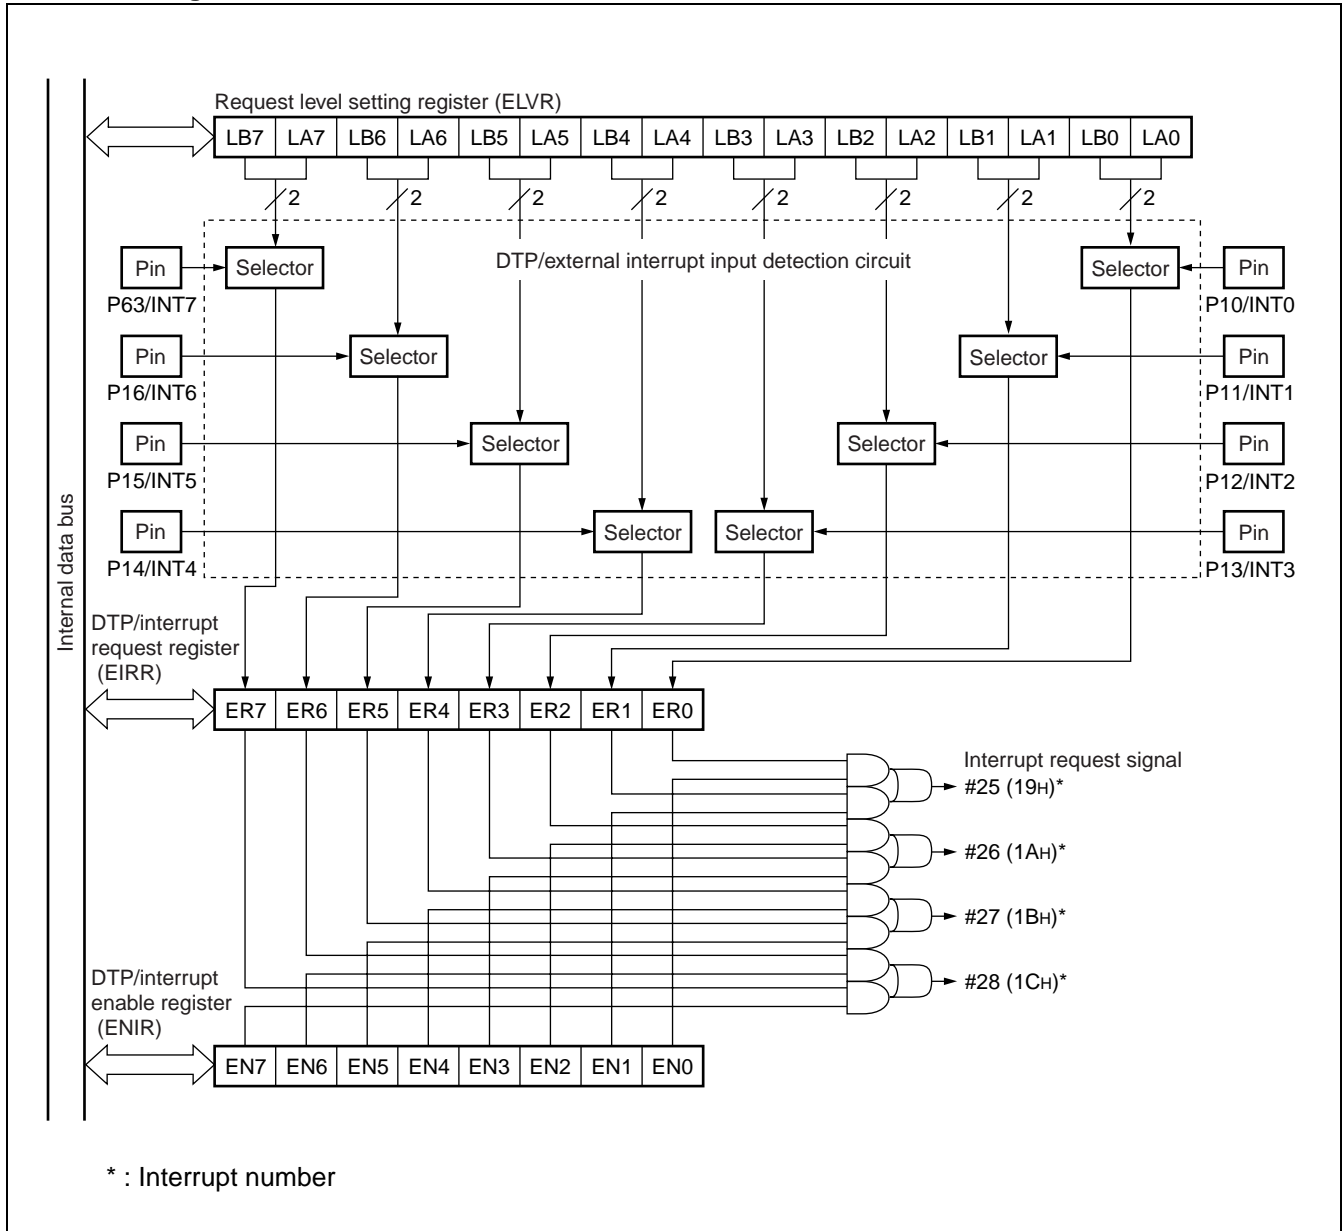 Request level setting register (ELVR)
LB7 LA7 LB6 LA6 LB5 LA5 LB4 LA4 LB3 LA3 LB2 LA2 LB1 LA1 LB0 LA0
2 2 2 2 2 2 2 2
DTP/external interrupt input detection circuit
Pin Selector Selector Pin
P63/INT7 P10/INT0
Pin Selector Selector Pin
P16/INT6 P11/INT1
Pin Selector Selector Pin
P15/INT5 P12/INT2
Pin Selector Selector Pin
P14/INT4 P13/INT3
Internal data bus
DTP/interrupt
request register
(EIRR)
ER7 ER6 ER5 ER4 ER3 ER2 ER1 ER0
Interrupt request signal
#25 (19H)*
#26 (1AH)*
#27 (1BH)*
#28 (1CH)*
DTP/interrupt
enable register
(ENIR)
EN7 EN6 EN5 EN4 EN3 EN2 EN1 EN0
* : Interrupt number